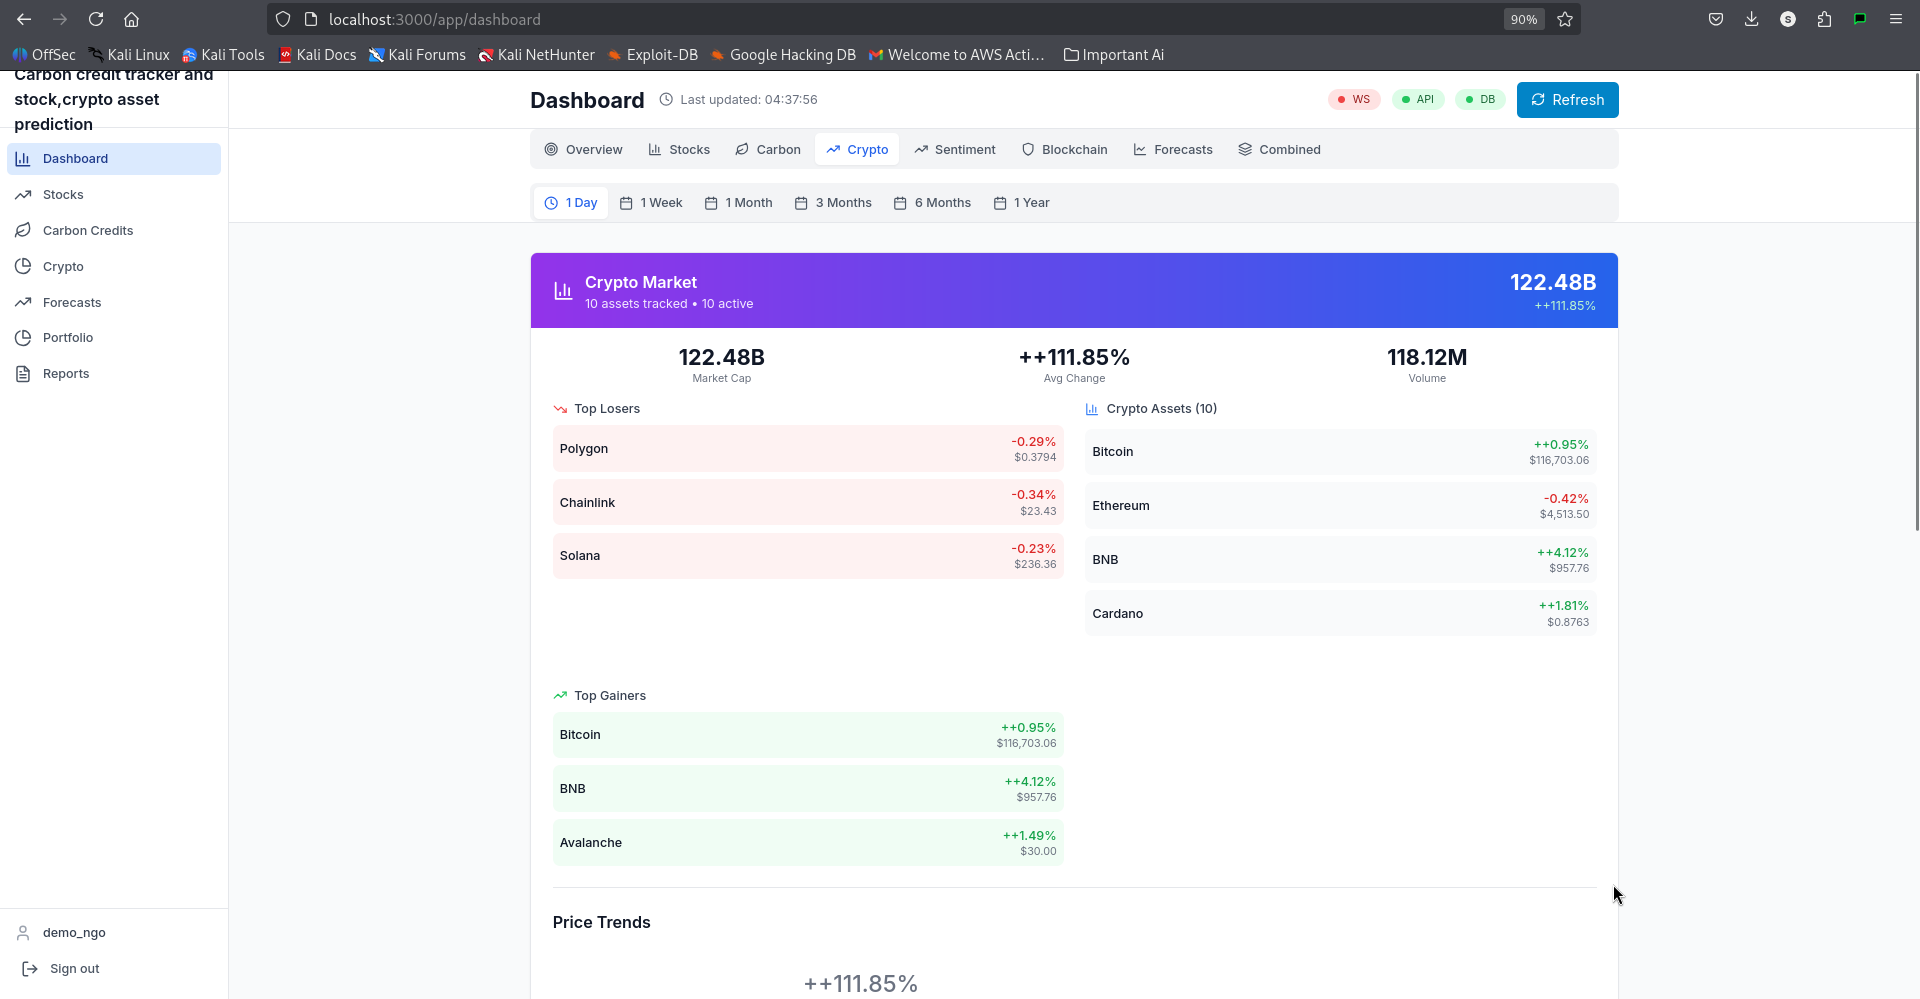 localhost:3000/app/dashboard
90%
S
OffSec
Kali Linux
Kali Tools
Kali Docs
Kali Forums
Kali NetHunter
Exploit-DB
Google Hacking DB
Welcome to AWS Acti…
Important Ai
Carbon credit tracker and
stock,crypto asset
prediction
Dashboard
Stocks
Carbon Credits
Crypto
Forecasts
Portfolio
Reports
demo_ngo
Sign out
Dashboard
Last updated: 04:37:56
WS
API
DB
Refresh
Overview
Stocks
Carbon
Crypto
Sentiment
Blockchain
Forecasts
Combined
1 Day
1 Week
1 Month
3 Months
6 Months
1 Year
Crypto Market
10 assets tracked • 10 active
122.48B
++111.85%
122.48B
Market Cap
++111.85%
Avg Change
118.12M
Volume
Top Losers
Polygon
-0.29%
$0.3794
Chainlink
-0.34%
$23.43
Solana
-0.23%
$236.36
Crypto Assets (10)
Bitcoin
++0.95%
$116,703.06
Ethereum
-0.42%
$4,513.50
BNB
++4.12%
$957.76
Cardano
++1.81%
$0.8763
Top Gainers
Bitcoin
++0.95%
$116,703.06
BNB
++4.12%
$957.76
Avalanche
++1.49%
$30.00
Price Trends
++111.85%